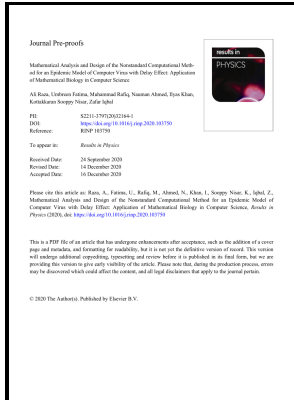 Journal Pre-proofs
results in
PHYSICS
Mathematical Analysis and Design of the Nonstandard Computational Meth-
od for an Epidemic Model of Computer Virus with Delay Effect: Application
of Mathematical Biology in Computer Science
Ali Raza, Umbreen Fatima, Muhammad Rafiq, Nauman Ahmed, Ilyas Khan,
Kottakkaran Sooppy Nisar, Zafar Iqbal
PII: S2211-3797(20)32164-1
DOI: https://doi.org/10.1016/j.rinp.2020.103750
Reference: RINP 103750
To appear in: Results in Physics
Received Date: 24 September 2020
Revised Date: 14 December 2020
Accepted Date: 16 December 2020
Please cite this article as: Raza, A., Fatima, U., Rafiq, M., Ahmed, N., Khan, I., Sooppy Nisar, K., Iqbal, Z.,
Mathematical Analysis and Design of the Nonstandard Computational Method for an Epidemic Model of
Computer Virus with Delay Effect: Application of Mathematical Biology in Computer Science, Results in
Physics (2020), doi: https://doi.org/10.1016/j.rinp.2020.103750
This is a PDF file of an article that has undergone enhancements after acceptance, such as the addition of a cover
page and metadata, and formatting for readability, but it is not yet the definitive version of record. This version
will undergo additional copyediting, typesetting and review before it is published in its final form, but we are
providing this version to give early visibility of the article. Please note that, during the production process, errors
may be discovered which could affect the content, and all legal disclaimers that apply to the journal pertain.
© 2020 The Author(s). Published by Elsevier B.V.